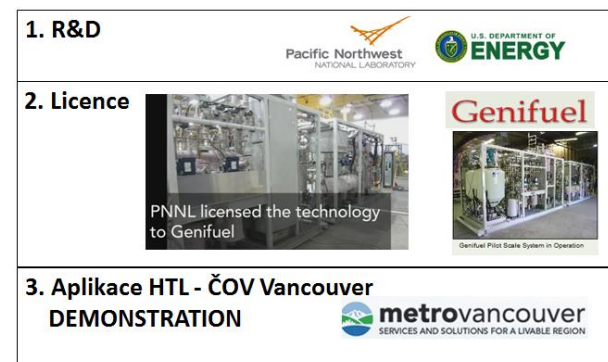 1. R&D
Pacific Northwest
NATIONAL LABORATORY
U.S. DEPARTMENT OF
ENERGY
2. Licence
PNNL licensed the technology
to Genifuel
Genifuel
Genifuel Pilot Scale System in Operation
3. Aplikace HTL - ČOV Vancouver
DEMONSTRATION
metrovancouver
SERVICES AND SOLUTIONS FOR A LIVABLE REGION